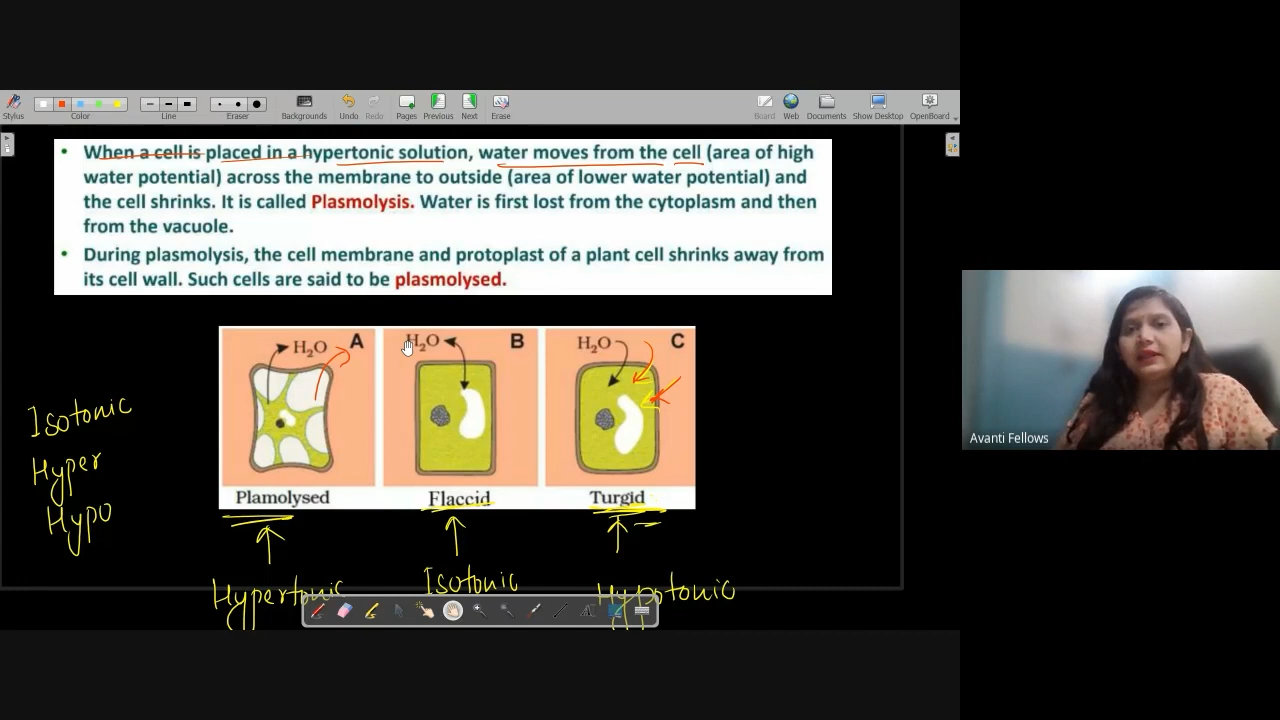 Stylus
Color
Line
Eraser
Backgrounds
Undo
Redo
Pages
Previous
Next
Erase
Board
Web
Documents
Show Desktop
OpenBoard
• When a cell is placed in a hypertonic solution, water moves from the cell (area of high
water potential) across the membrane to outside (area of lower water potential) and
the cell shrinks. It is called Plasmolysis. Water is first lost from the cytoplasm and then
from the vacuole.
• During plasmolysis, the cell membrane and protoplast of a plant cell shrinks away from
its cell wall. Such cells are said to be plasmolysed.
H₂O A
H₂O B
H₂O C
Plamolysed
Flaccid
Turgid
Isotonic
Hyper
Hypo
Hypertonic
Isotonic
Hypotonic
Avanti Fellows